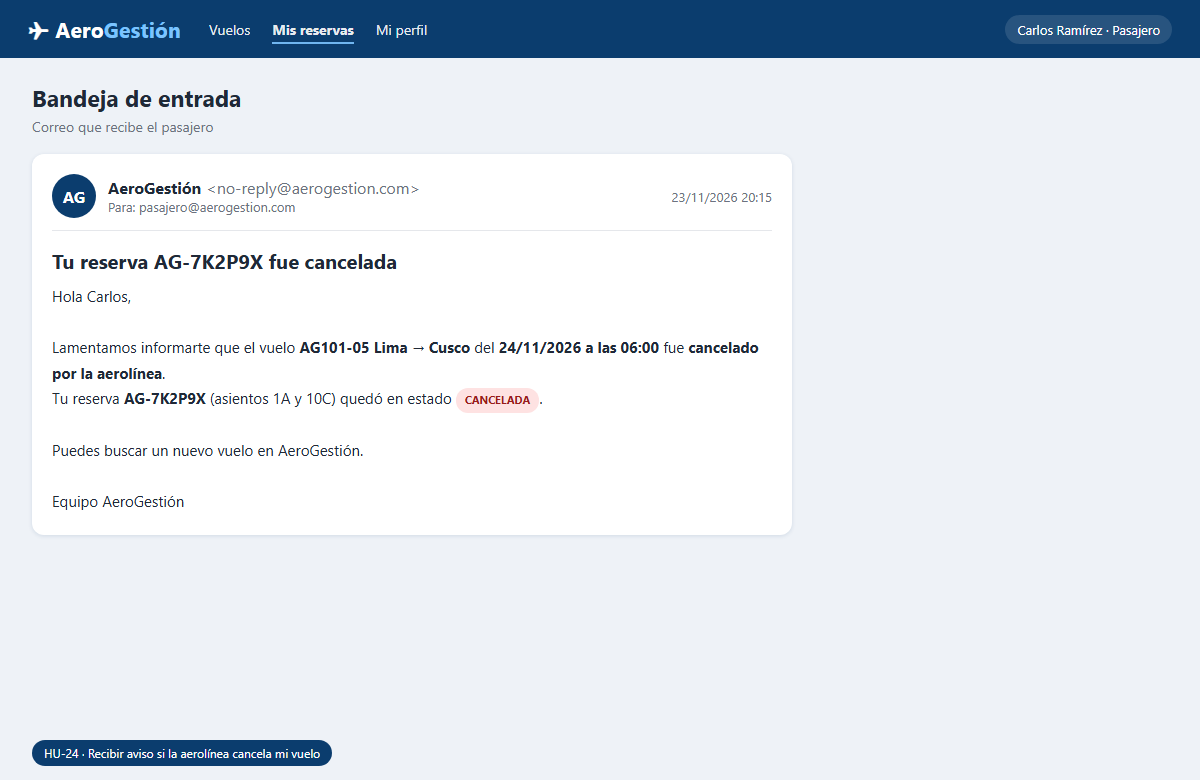 AeroGestión Vuelos Mis reservas Mi perfil Carlos Ramírez · Pasajero
Bandeja de entrada
Correo que recibe el pasajero
AG
AeroGestión <no-reply@aerogestion.com>
Para: pasajero@aerogestion.com
23/11/2026 20:15
Tu reserva AG-7K2P9X fue cancelada
Hola Carlos,
Lamentamos informarte que el vuelo AG101-05 Lima → Cusco del 24/11/2026 a las 06:00 fue cancelado
por la aerolínea.
Tu reserva AG-7K2P9X (asientos 1A y 10C) quedó en estado CANCELADA.
Puedes buscar un nuevo vuelo en AeroGestión.
Equipo AeroGestión
HU-24 · Recibir aviso si la aerolínea cancela mi vuelo